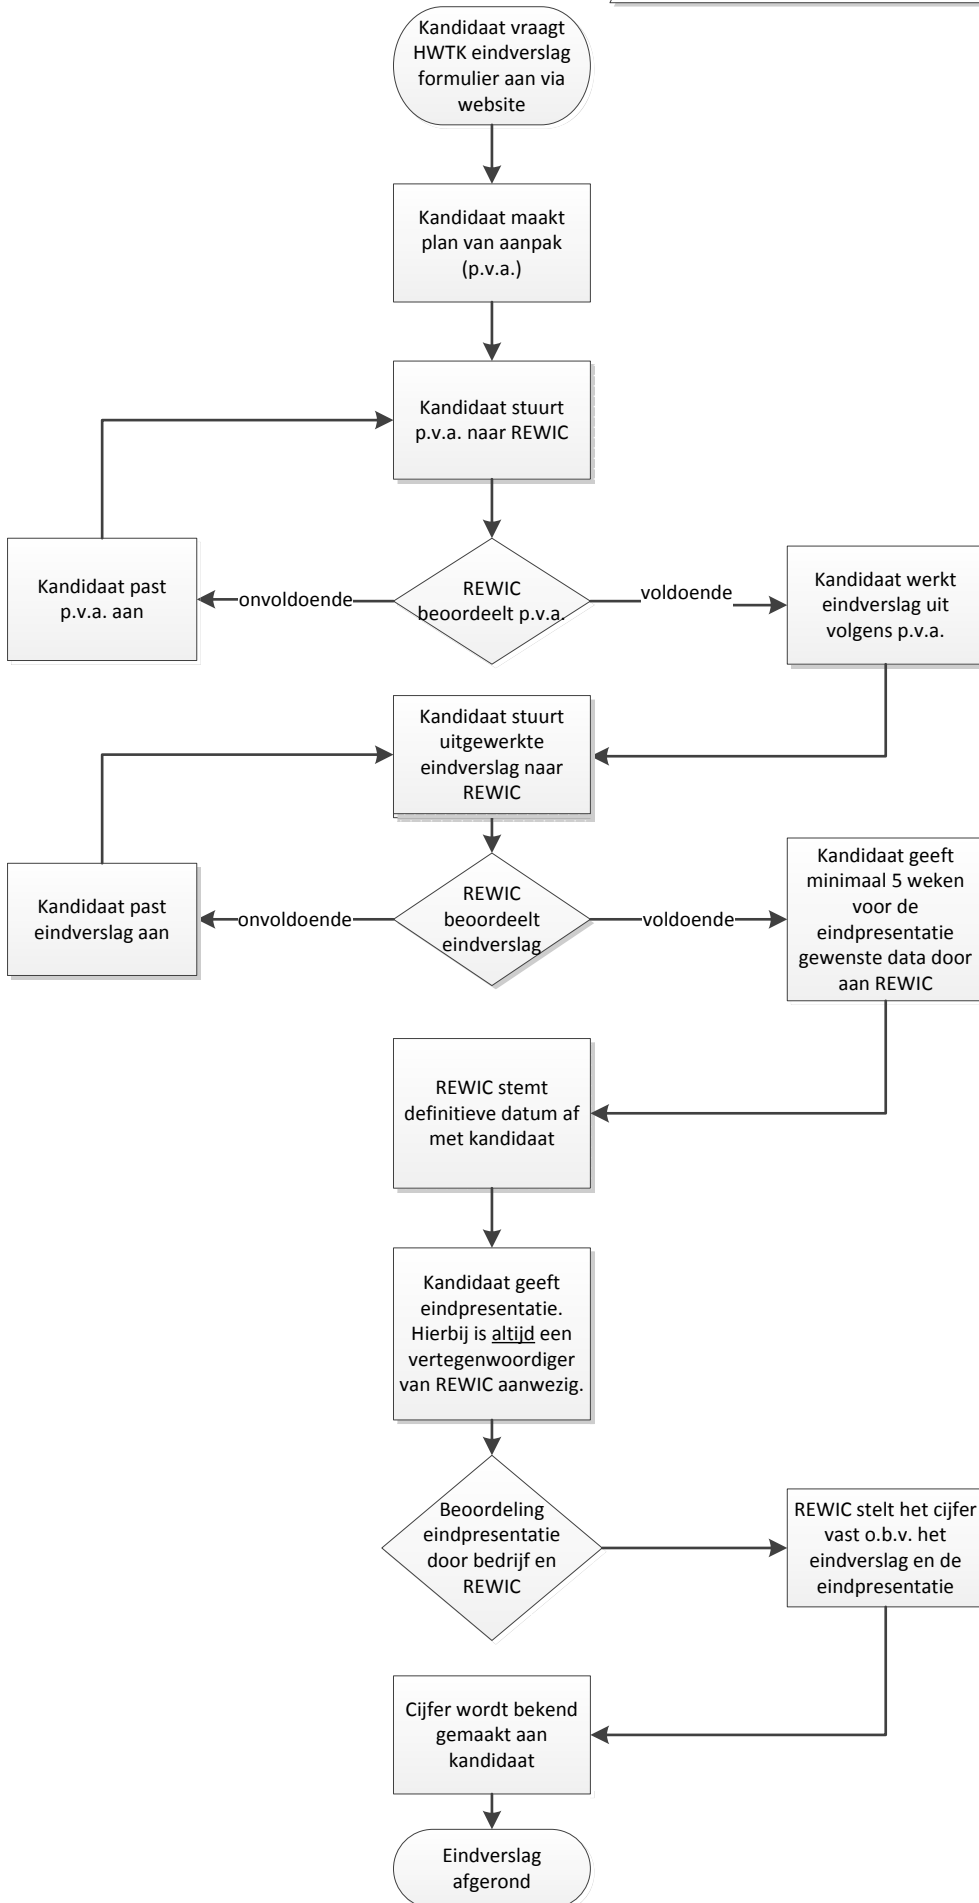 Kandidaat vraagt
HWTK eindverslag
formulier aan via
website
Kandidaat maakt
plan van aanpak
(p.v.a.)
Kandidaat stuurt
p.v.a. naar REWIC
Kandidaat past
p.v.a. aan
onvoldoende
REWIC
beoordeelt p.v.a.
voldoende
Kandidaat werkt
eindverslag uit
volgens p.v.a.
Kandidaat stuurt
uitgewerkte
eindverslag naar
REWIC
Kandidaat past
eindverslag aan
onvoldoende
REWIC
beoordeelt
eindverslag
voldoende
Kandidaat geeft
minimaal 5 weken
voor de
eindpresentatie
gewenste data door
aan REWIC
REWIC stemt
definitieve datum af
met kandidaat
Kandidaat geeft
eindpresentatie.
Hierbij is altijd een
vertegenwoordiger
van REWIC aanwezig.
Beoordeling
eindpresentatie
door bedrijf en
REWIC
REWIC stelt het cijfer
vast o.b.v. het
eindverslag en de
eindpresentatie
Cijfer wordt bekend
gemaakt aan
kandidaat
Eindverslag
afgerond